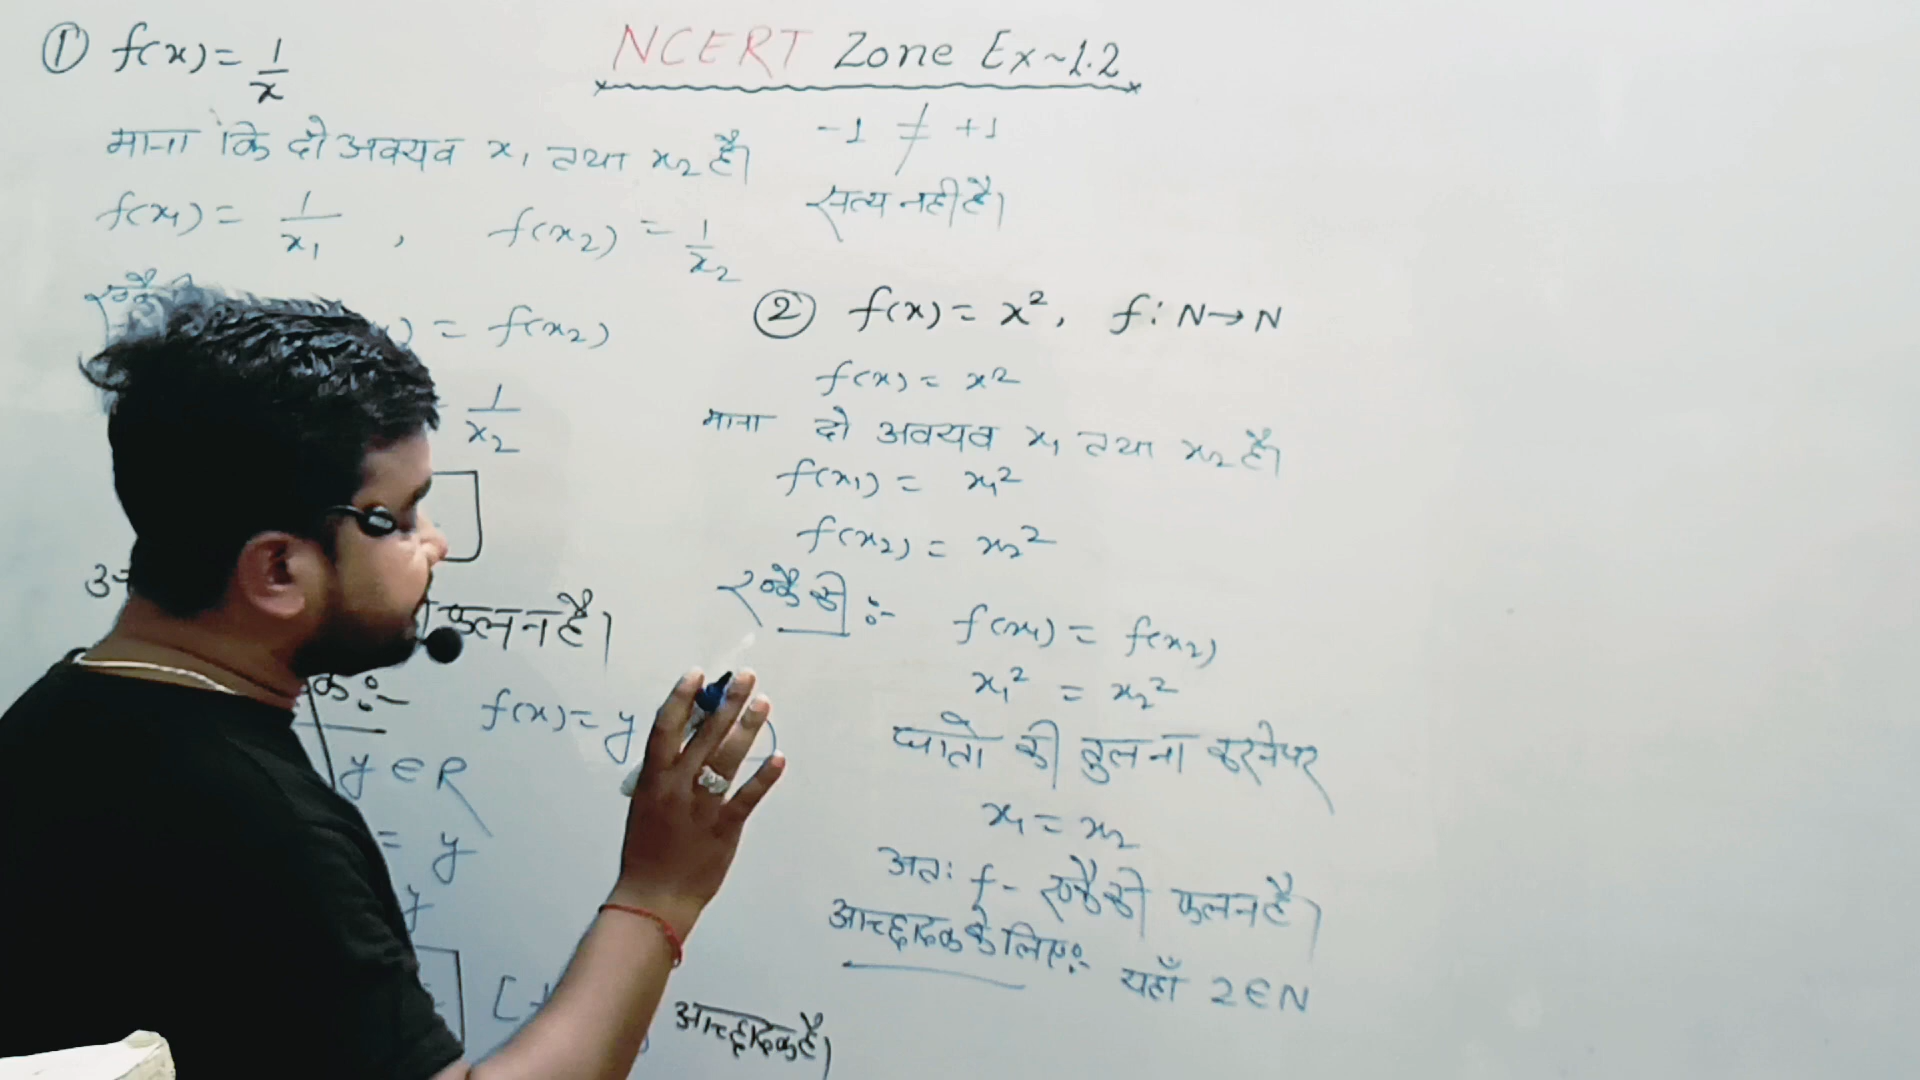 NCERT Zone Ex~1.2
① f(x) = 1/x
माना कि दो अवयव x₁ तथा x₂ है।
f(x₁) = 1/x₁ , f(x₂) = 1/x₂
) = f(x₂)
1/x₂
फलन है।
क:- f(x) = y
y ∈ R
= y
y
[
आच्छादक है।
-1 ≠ +1
सत्य नही है।
② f(x) = x², f: N→N
f(x) = x²
माना दो अवयव x₁ तथा x₂ है।
f(x₁) = x₁²
f(x₂) = x₂²
एकैकी :- f(x₁) = f(x₂)
x₁² = x₂²
घातो की तुलना करने पर
x₁ = x₂
अतः f - एकैकी फलन है।
आच्छादक के लिए:- यहाँ 2 ∈ N